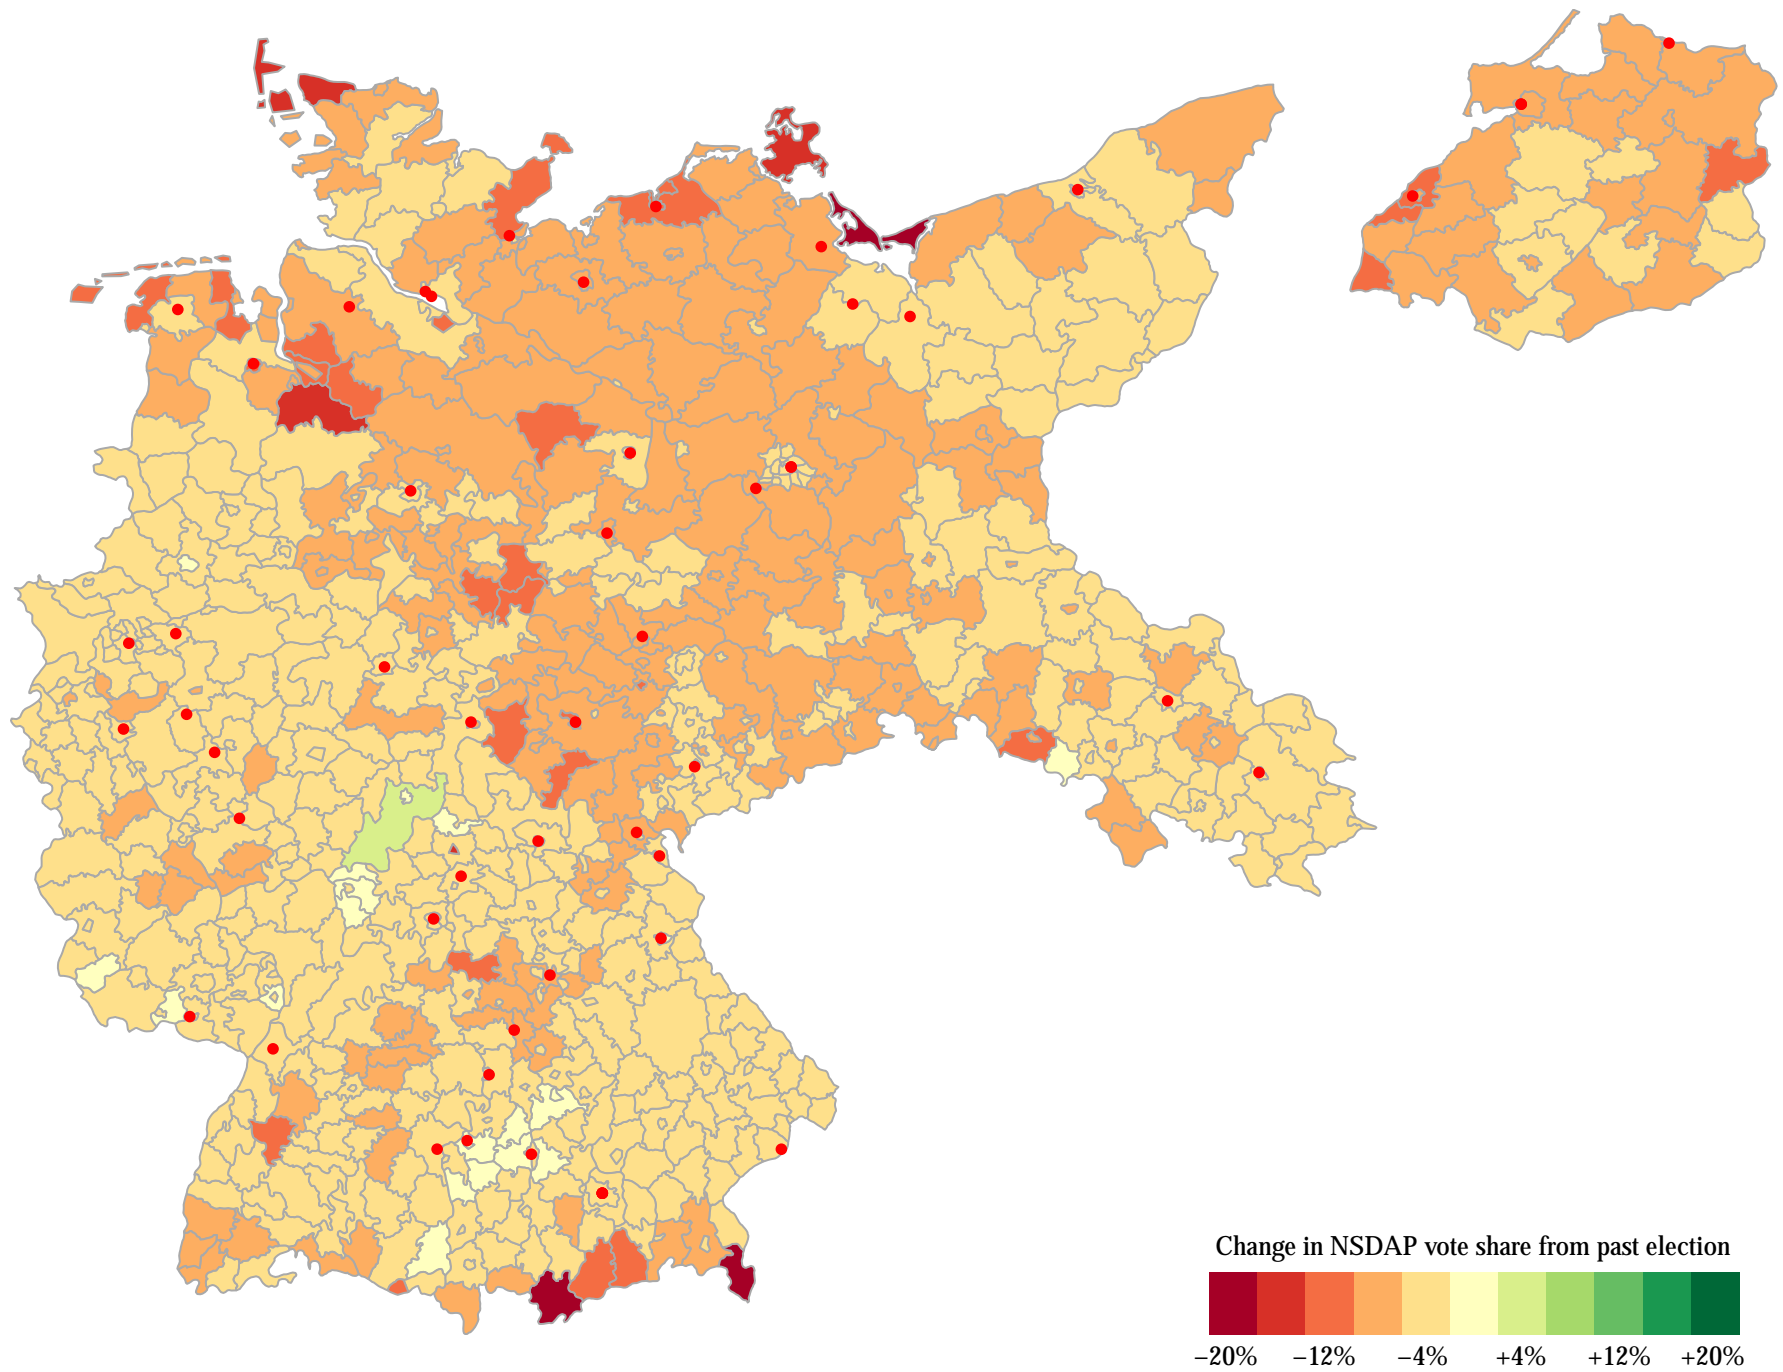 Change in NSDAP vote share from past election
−20% −12% −4% +4% +12% +20%